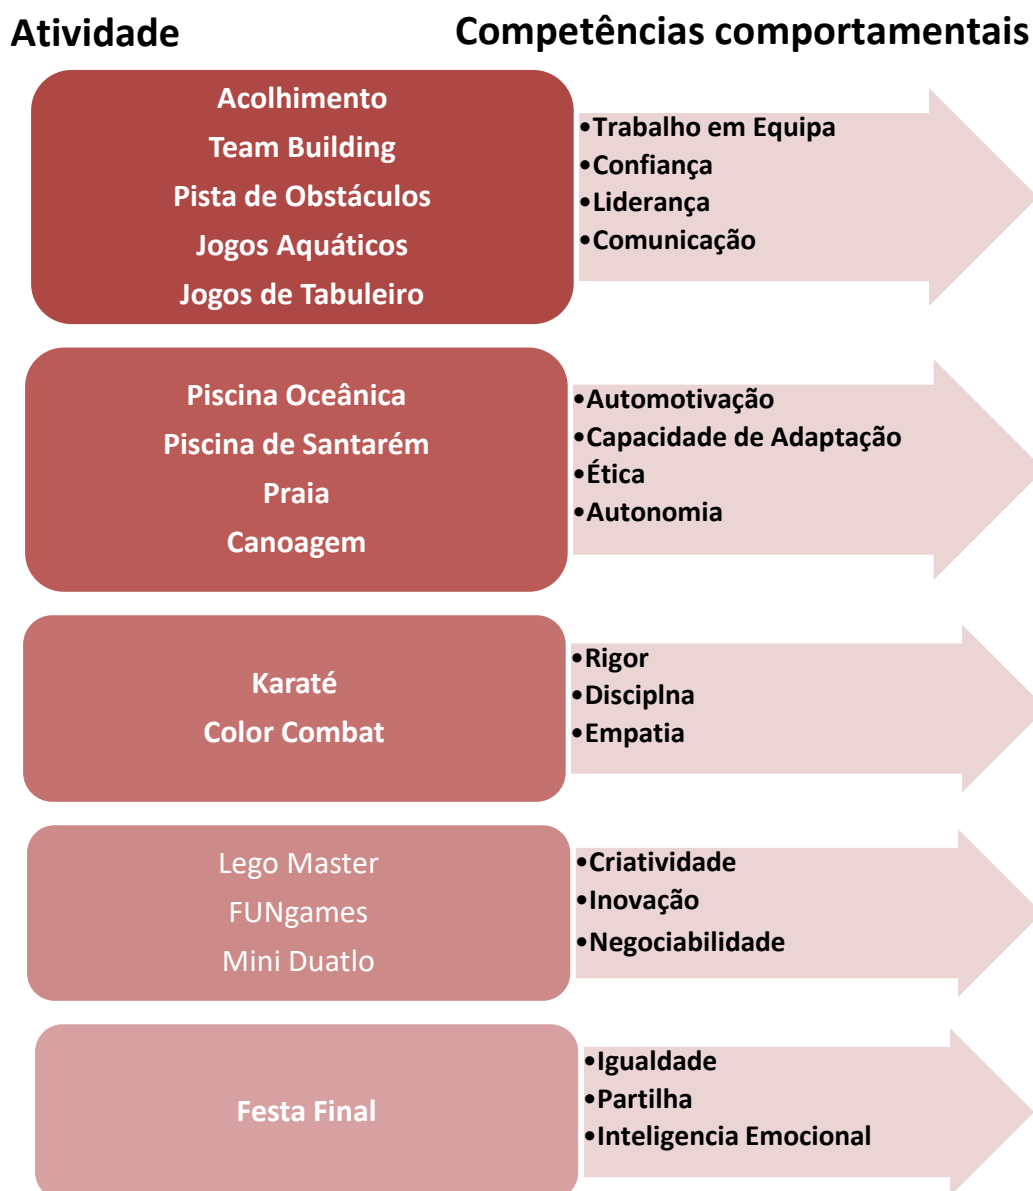 Atividade
Competências comportamentais
Acolhimento
Team Building
Pista de Obstáculos
Jogos Aquáticos
Jogos de Tabuleiro
•Trabalho em Equipa
•Confiança
•Liderança
•Comunicação
Piscina Oceânica
Piscina de Santarém
Praia
Canoagem
•Automotivação
•Capacidade de Adaptação
•Ética
•Autonomia
Karaté
Color Combat
•Rigor
•Disciplna
•Empatia
Lego Master
FUNgames
Mini Duatlo
•Criatividade
•Inovação
•Negociabilidade
Festa Final
•Igualdade
•Partilha
•Inteligencia Emocional